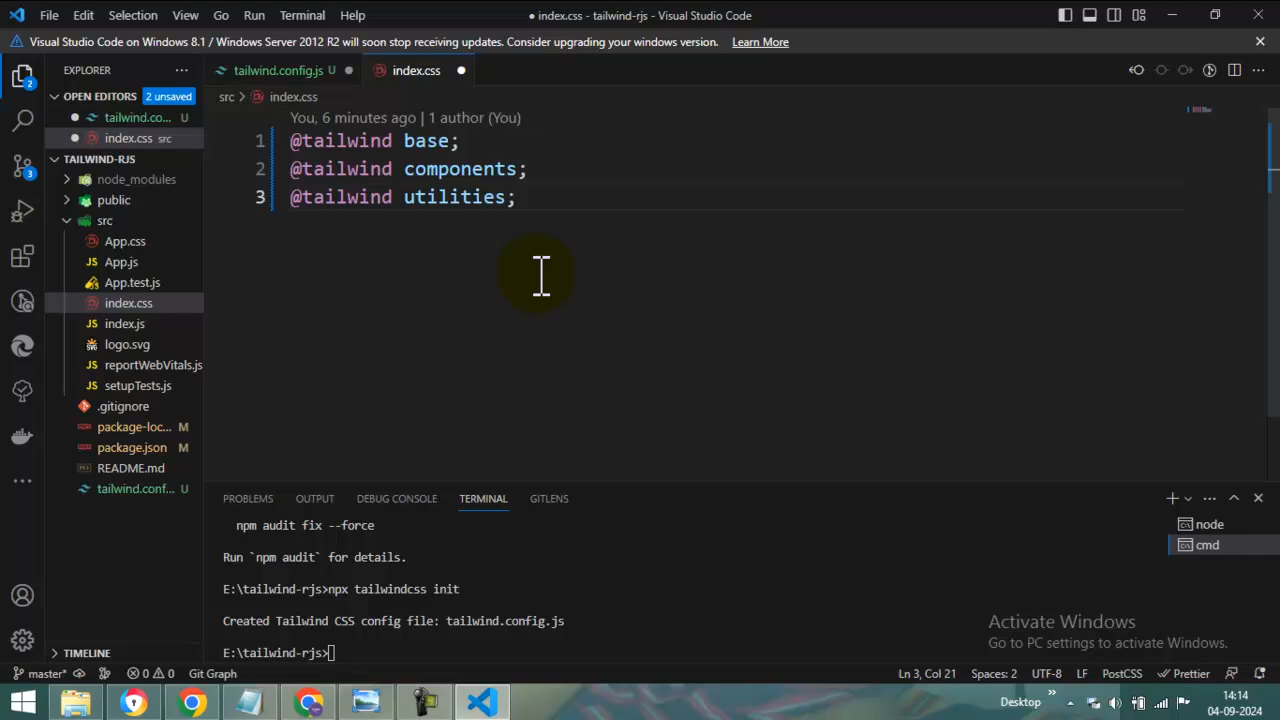 File Edit Selection View Go Run Terminal Help
● index.css - tailwind-rjs - Visual Studio Code
Visual Studio Code on Windows 8.1 / Windows Server 2012 R2 will soon stop receiving updates. Consider upgrading your windows version. Learn More
EXPLORER
OPEN EDITORS 2 unsaved
tailwind.co... U
index.css src
TAILWIND-RJS
node_modules
public
src
App.css
JS App.js
App.test.js
index.css
JS index.js
SVG logo.svg
JS reportWebVitals.js
JS setupTests.js
.gitignore
package-loc... M
package.json M
README.md
tailwind.conf... U
TIMELINE
2
3
tailwind.config.js U
index.css
src > index.css
You, 6 minutes ago | 1 author (You)
1 @tailwind base;
2 @tailwind components;
3 @tailwind utilities;
PROBLEMS OUTPUT DEBUG CONSOLE TERMINAL GITLENS
npm audit fix --force
Run `npm audit` for details.
E:\tailwind-rjs>npx tailwindcss init
Created Tailwind CSS config file: tailwind.config.js
E:\tailwind-rjs>
node
cmd
Activate Windows
Go to PC settings to activate Windows.
master* 0 0 Git Graph
Ln 3, Col 21 Spaces: 2 UTF-8 LF PostCSS Prettier
Desktop
14:14
04-09-2024